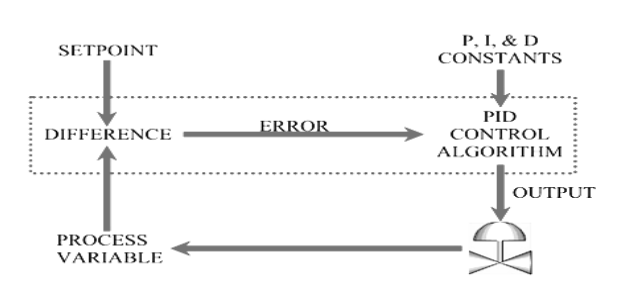 SETPOINT
P, I, & D
CONSTANTS
DIFFERENCE
ERROR
PID
CONTROL
ALGORITHM
OUTPUT
PROCESS
VARIABLE